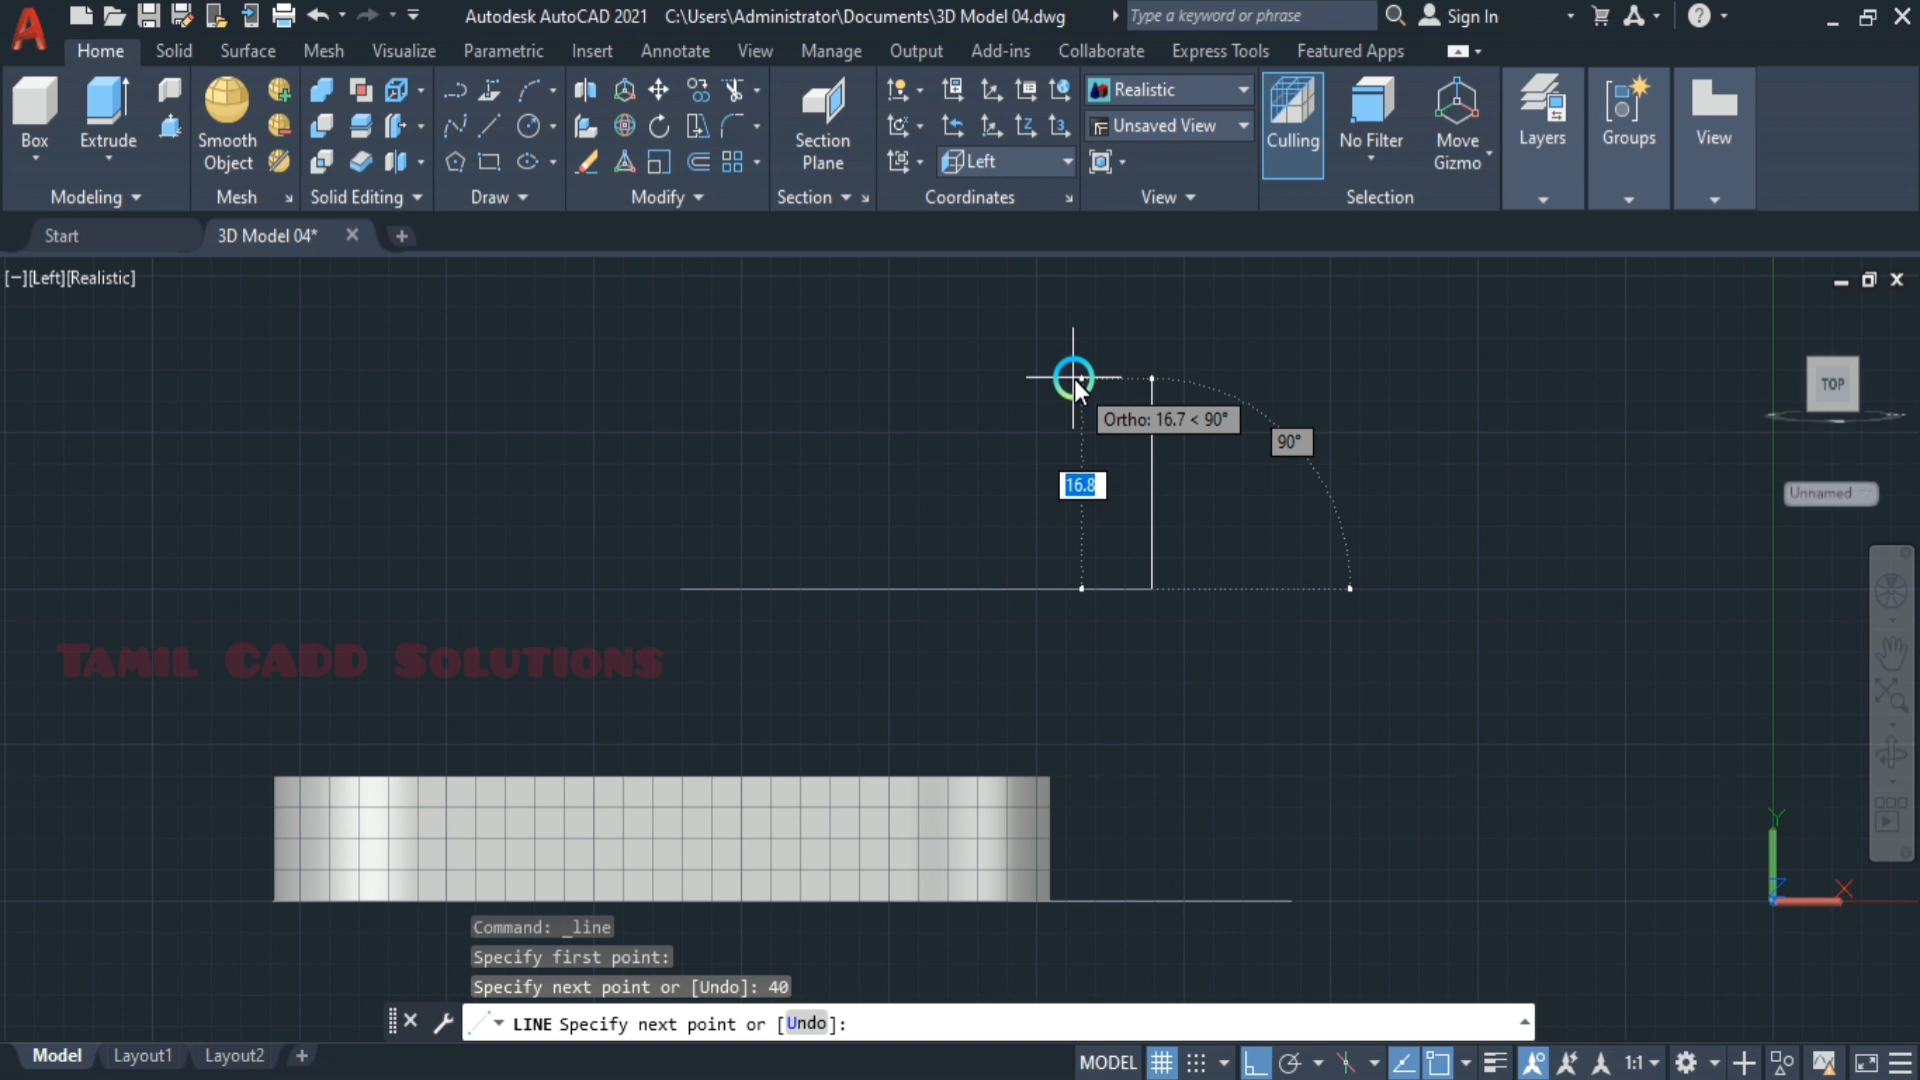 Autodesk AutoCAD 2021 C:\Users\Administrator\Documents\3D Model 04.dwg
Type a keyword or phrase
Sign In
Home Solid Surface Mesh Visualize Parametric Insert Annotate View Manage Output Add-ins Collaborate Express Tools Featured Apps
Realistic
Unsaved View
Box Extrude Smooth Object
Section Plane
Left
Culling No Filter Move Gizmo
Layers Groups View
Modeling Mesh Solid Editing Draw Modify Section Coordinates View Selection
Start 3D Model 04*
[−][Left][Realistic]
TOP
Ortho: 16.7 < 90°
90°
16.8
Unnamed
TAMIL CADD SOLUTIONS
Y
Z
X
Command: _line
Specify first point:
Specify next point or [Undo]: 40
LINE Specify next point or [Undo]:
Model Layout1 Layout2
MODEL 1:1